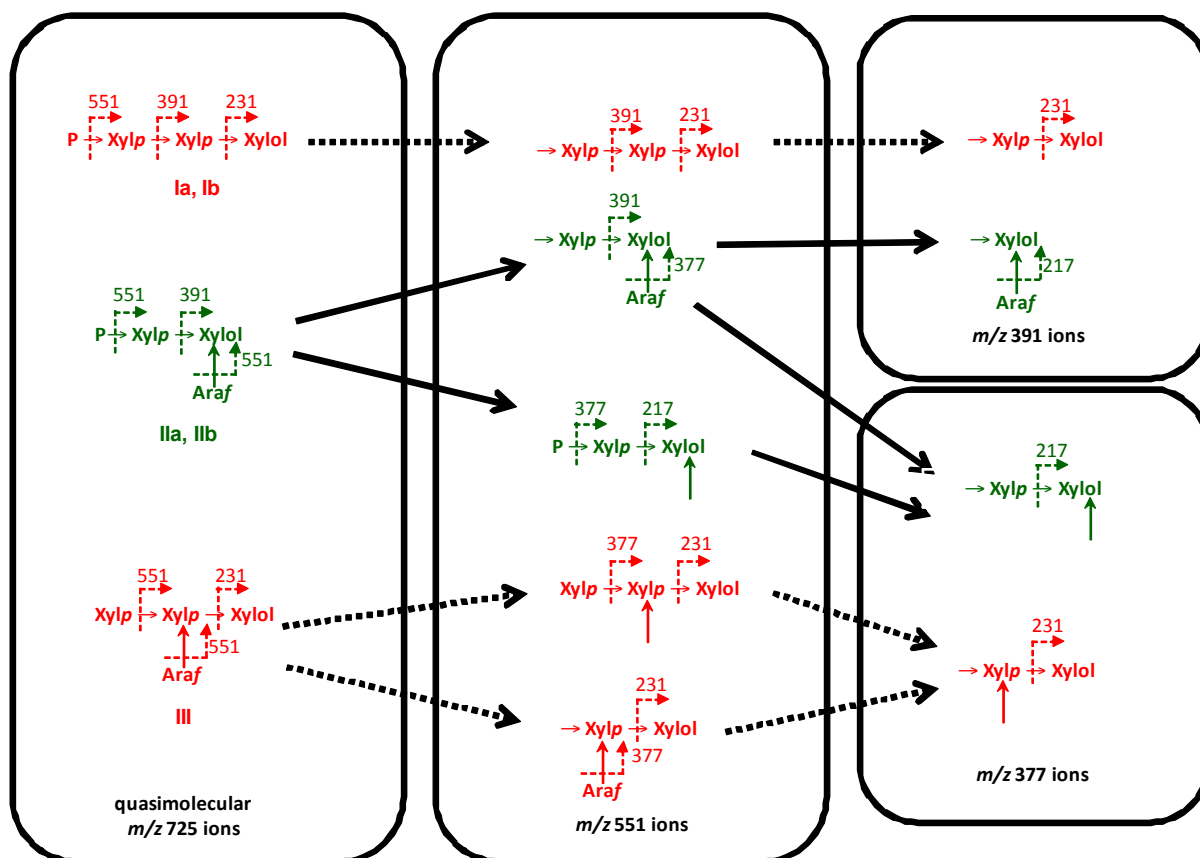 551 391 231
P → Xylp → Xylp → Xylol
Ia, Ib
551 391
P → Xylp → Xylol
551
Araf
IIa, IIb
551 231
Xylp → Xylp → Xylol
551
Araf
III
quasimolecular
m/z 725 ions
391 231
→ Xylp → Xylp → Xylol
391
→ Xylp → Xylol
377
Araf
377 217
P → Xylp → Xylol
377 231
Xylp → Xylp → Xylol
231
→ Xylp → Xylol
377
Araf
m/z 551 ions
231
→ Xylp → Xylol
→ Xylol
217
Araf
m/z 391 ions
217
→ Xylp → Xylol
231
→ Xylp → Xylol
m/z 377 ions